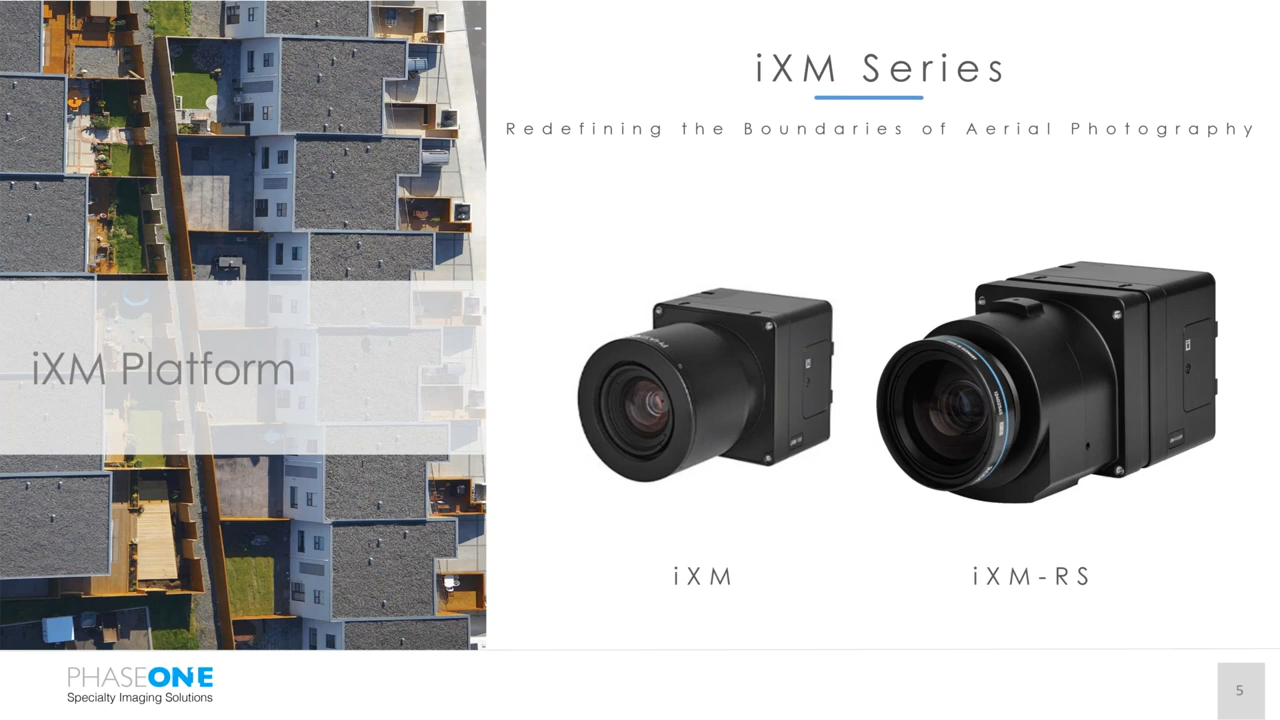 iXM Series
Redefining the Boundaries of Aerial Photography
iXM Platform
iXM
iXM-RS
PHASEONE
Specialty Imaging Solutions
5